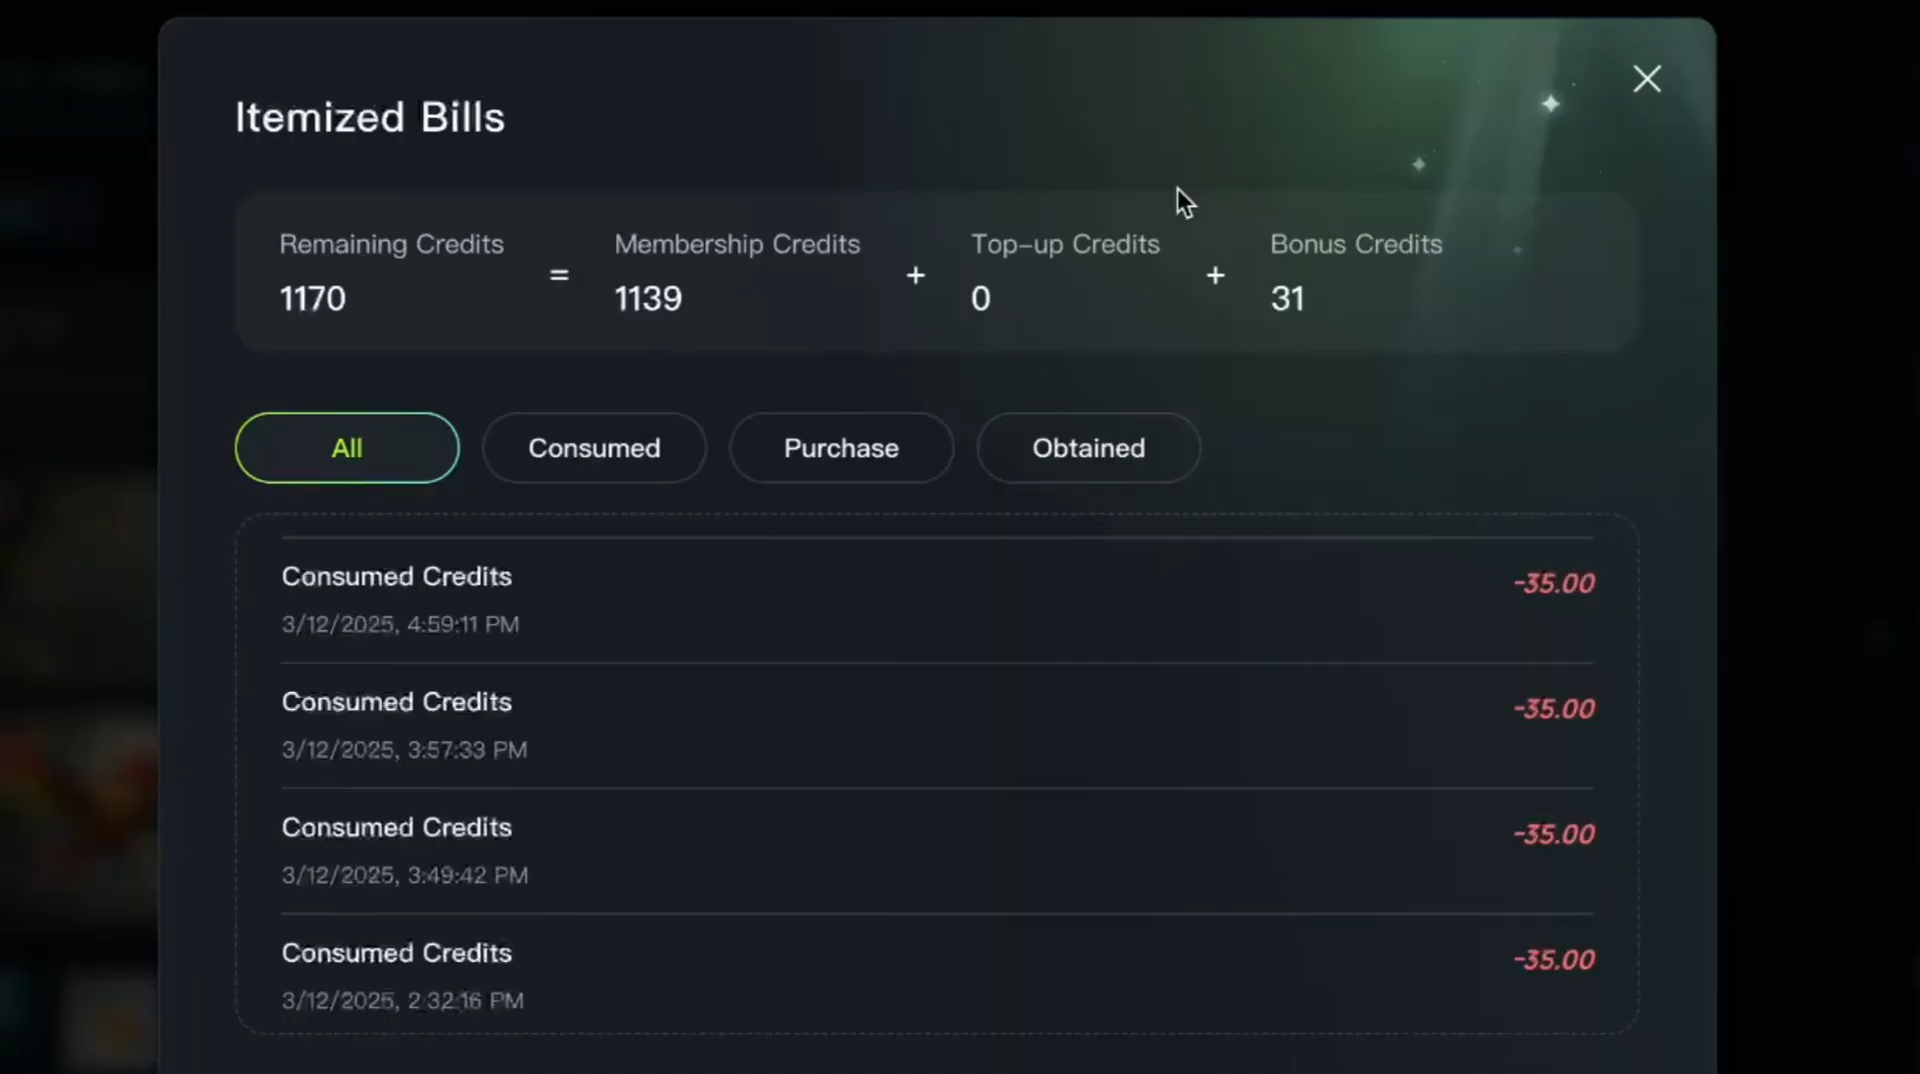 Itemized Bills
Remaining Credits
1170
=
Membership Credits
1139
+
Top-up Credits
0
+
Bonus Credits
31
All
Consumed
Purchase
Obtained
Consumed Credits
-35.00
3/12/2025, 4:59:11 PM
Consumed Credits
-35.00
3/12/2025, 3:57:33 PM
Consumed Credits
-35.00
3/12/2025, 3:49:42 PM
Consumed Credits
-35.00
3/12/2025, 2:32:16 PM